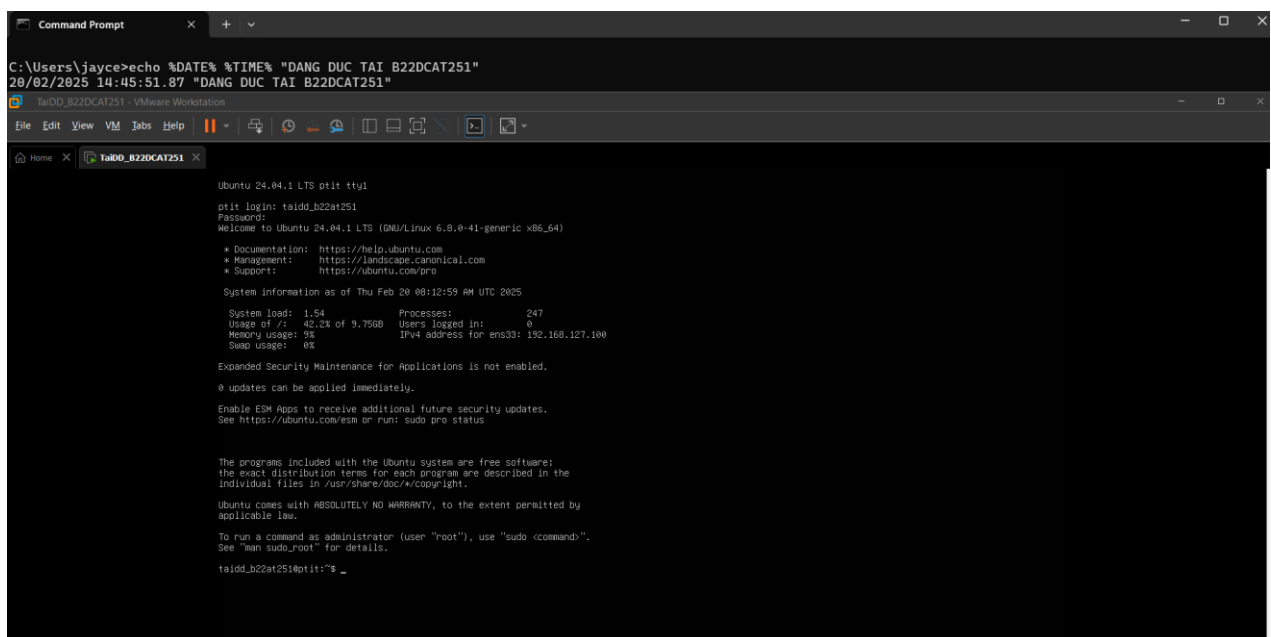 Command Prompt
C:\Users\jayce>echo %DATE% %TIME% "DANG DUC TAI B22DCAT251"
20/02/2025 14:45:51.87 "DANG DUC TAI B22DCAT251"
TaiDD_B22DCAT251 - VMware Workstation
File Edit View VM Tabs Help
Home TaiDD_B22DCAT251
Ubuntu 24.04.1 LTS ptit tty1
ptit login: taidd_b22at251
Password:
Welcome to Ubuntu 24.04.1 LTS (GNU/Linux 6.8.0-41-generic x86_64)
* Documentation: https://help.ubuntu.com
* Management: https://landscape.canonical.com
* Support: https://ubuntu.com/pro
System information as of Thu Feb 20 08:12:59 AM UTC 2025
System load: 1.54 Processes: 247
Usage of /: 42.2% of 9.75GB Users logged in: 0
Memory usage: 9% IPv4 address for ens33: 192.168.127.100
Swap usage: 0%
Expanded Security Maintenance for Applications is not enabled.
0 updates can be applied immediately.
Enable ESM Apps to receive additional future security updates.
See https://ubuntu.com/esm or run: sudo pro status
The programs included with the Ubuntu system are free software;
the exact distribution terms for each program are described in the
individual files in /usr/share/doc/*/copyright.
Ubuntu comes with ABSOLUTELY NO WARRANTY, to the extent permitted by
applicable law.
To run a command as administrator (user "root"), use "sudo <command>".
See "man sudo_root" for details.
taidd_b22at251@ptit:~$ _